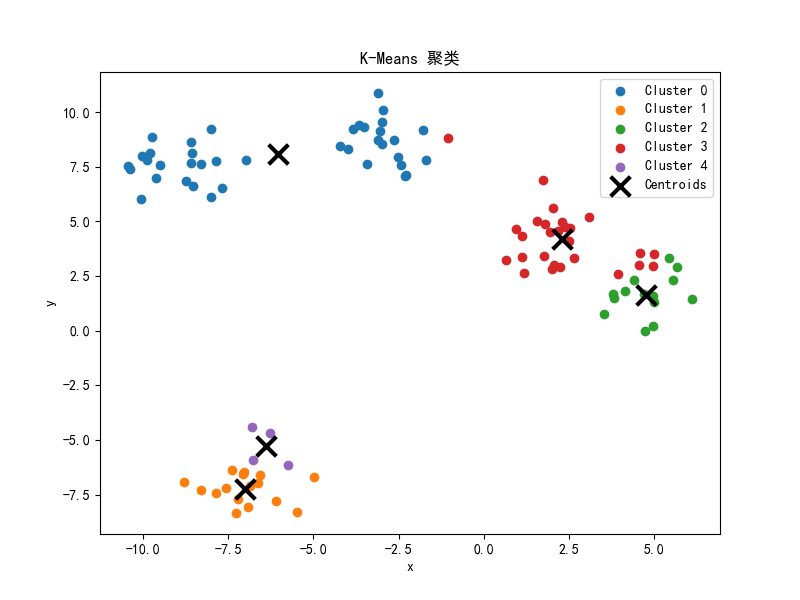 K-Means 聚类
Cluster 0
Cluster 1
Cluster 2
Cluster 3
Cluster 4
Centroids
10.0
7.5
5.0
2.5
0.0
-2.5
-5.0
-7.5
y
-10.0 -7.5 -5.0 -2.5 0.0 2.5 5.0
x